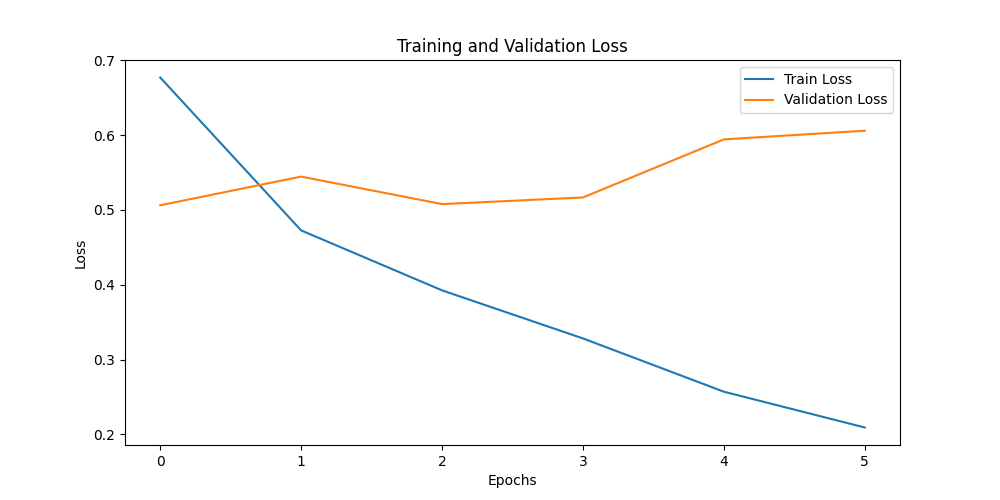 Training and Validation Loss
Train Loss
Validation Loss
0.7
0.6
0.5
0.4
0.3
0.2
Loss
0 1 2 3 4 5
Epochs